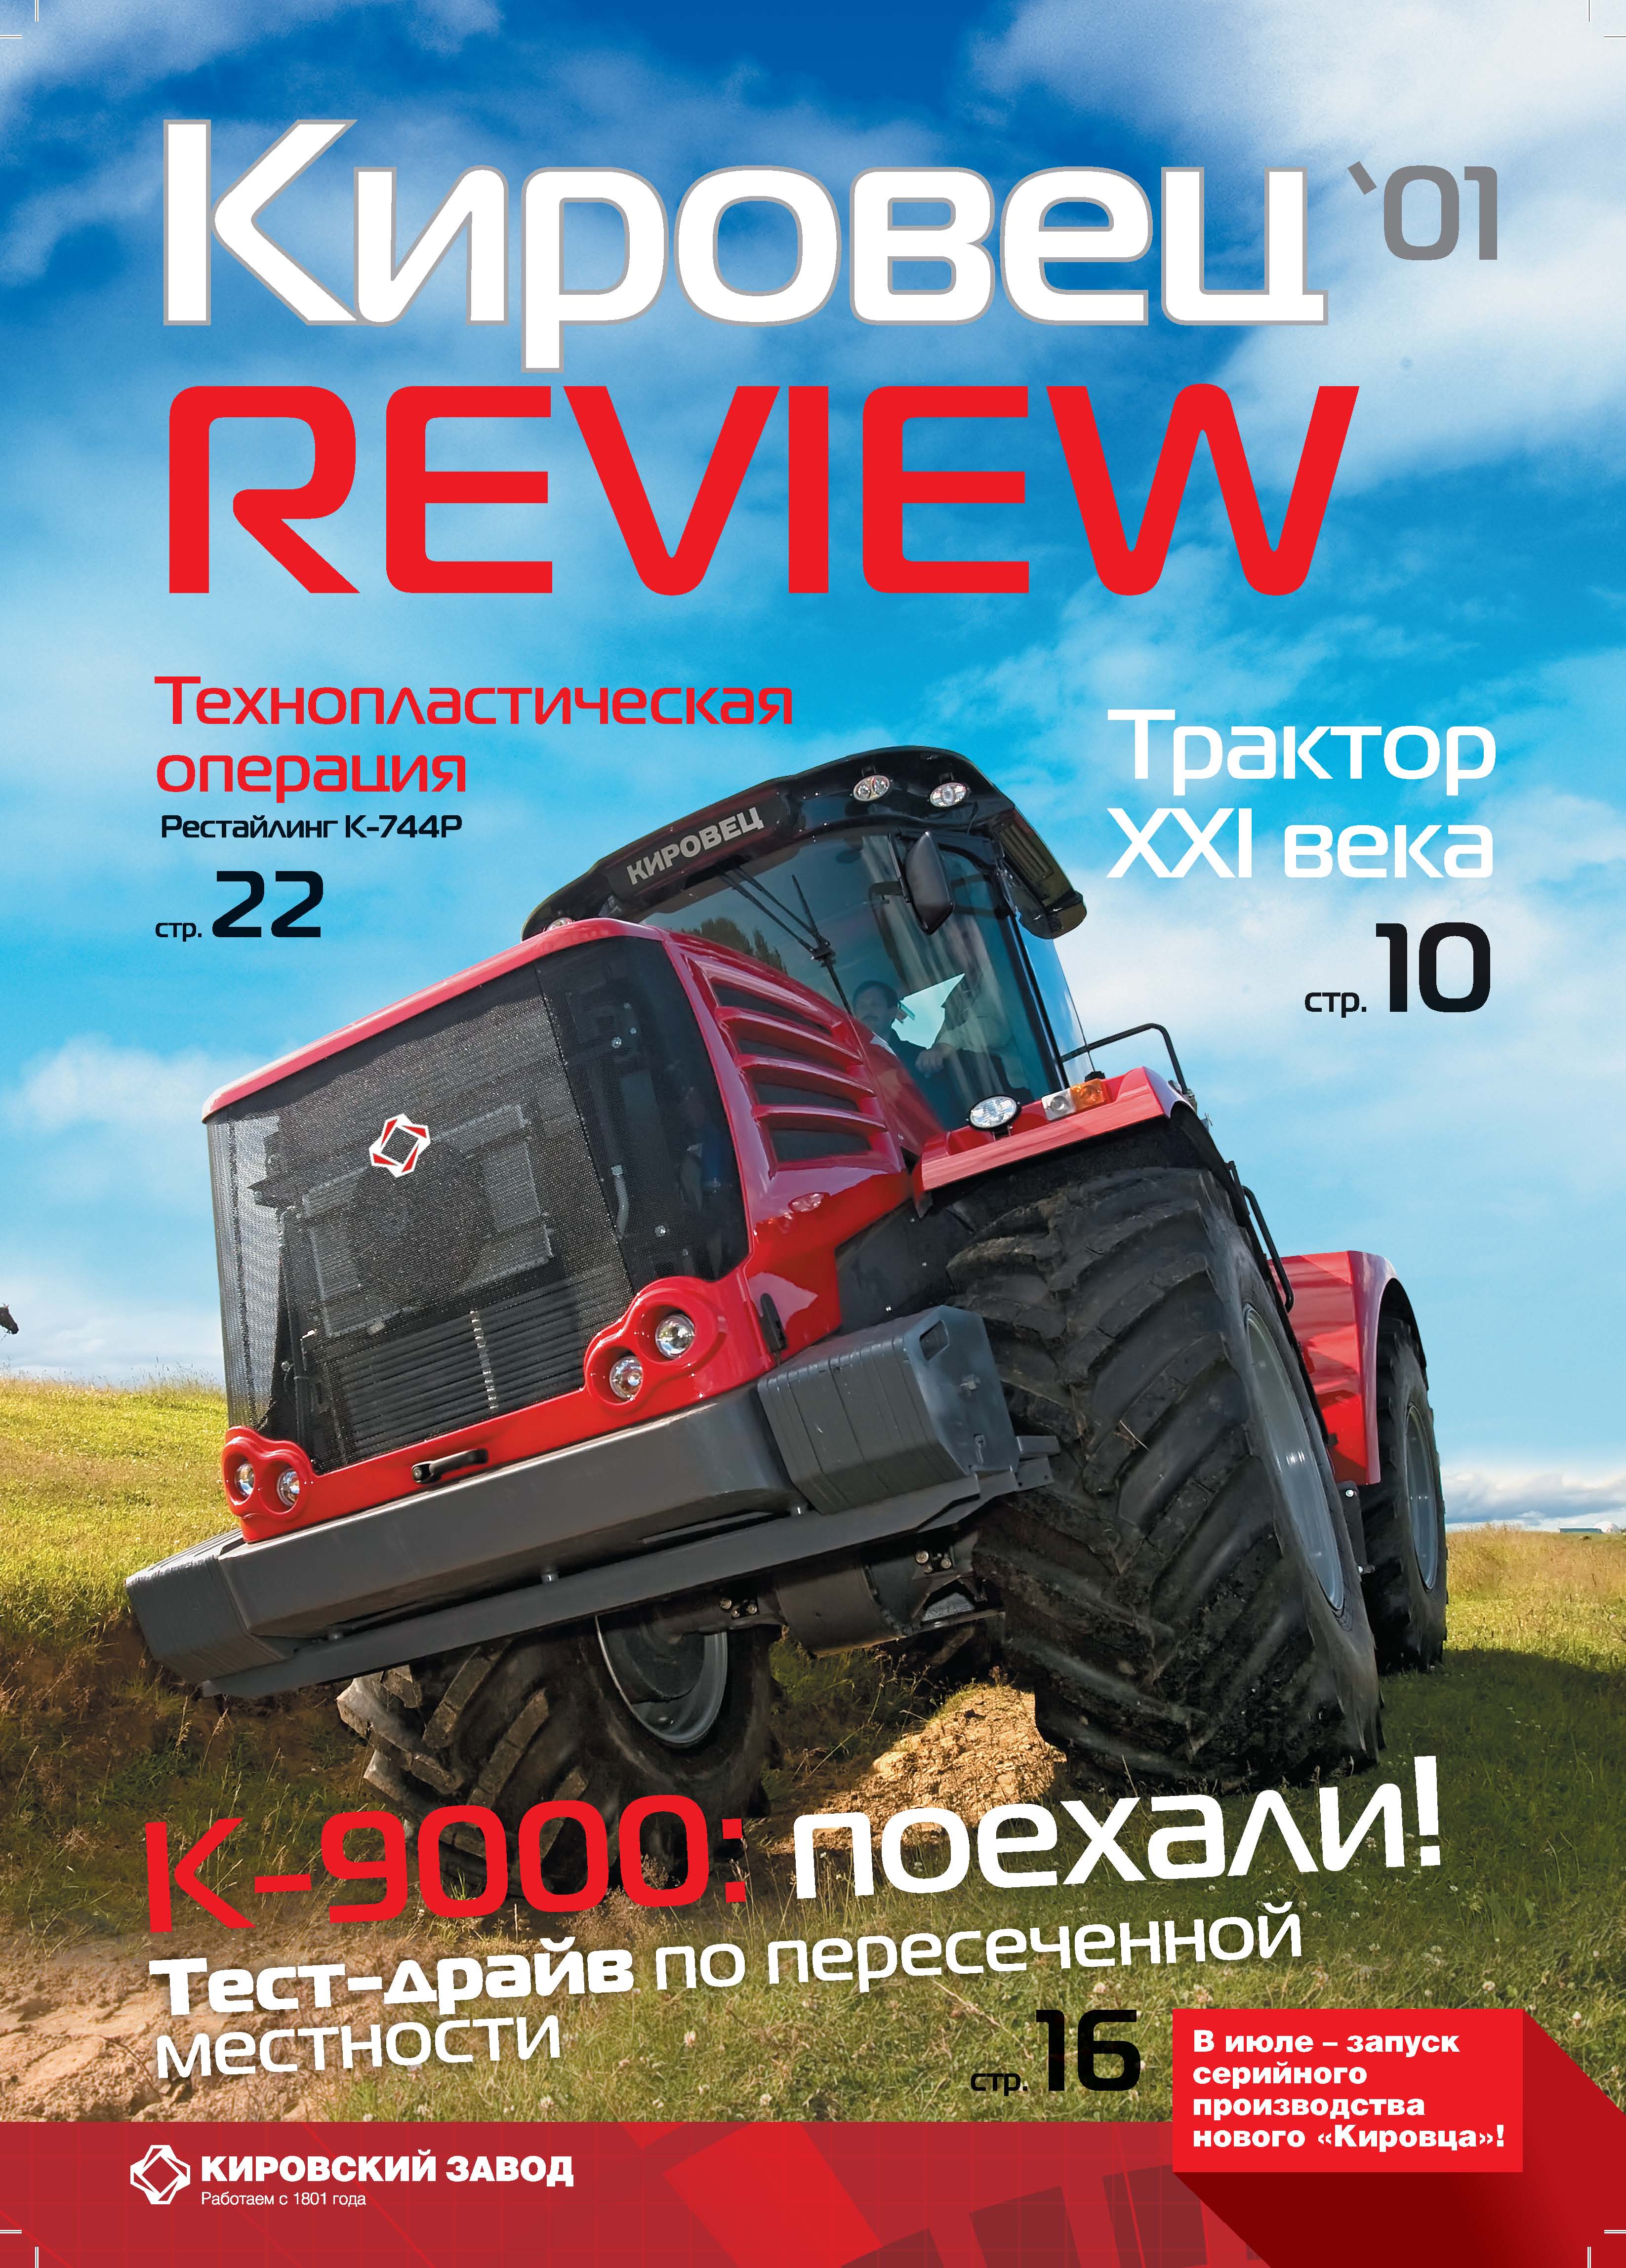 Кировец `01
REVIEW
Технопластическая
операция
Рестайлинг К-744Р
стр. 22
Трактор
XXI века
стр. 10
КИРОВЕЦ
К-9000: поехали!
Тест-драйв по пересеченной
местности
стр. 16
В июле – запуск
серийного
производства
нового «Кировца»!
КИРОВСКИЙ ЗАВОД
Работаем с 1801 года